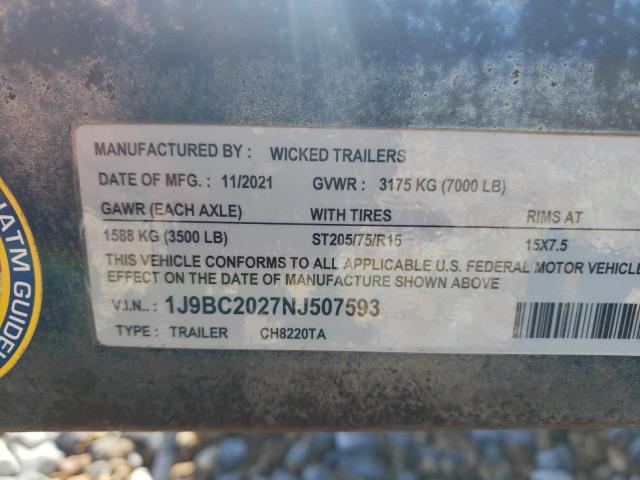 MANUFACTURED BY : WICKED TRAILERS
DATE OF MFG. : 11/2021 GVWR : 3175 KG (7000 LB)
GAWR (EACH AXLE) WITH TIRES RIMS AT
1588 KG (3500 LB) ST205/75/R15 15X7.5
THIS VEHICLE CONFORMS TO ALL APPLICABLE U.S. FEDERAL MOTOR VEHICLE
EFFECT ON THE DATE OF MANUFACTURE SHOWN ABOVE
V.I.N.. : 1J9BC2027NJ507593
TYPE : TRAILER CH8220TA
NATM GUIDEL